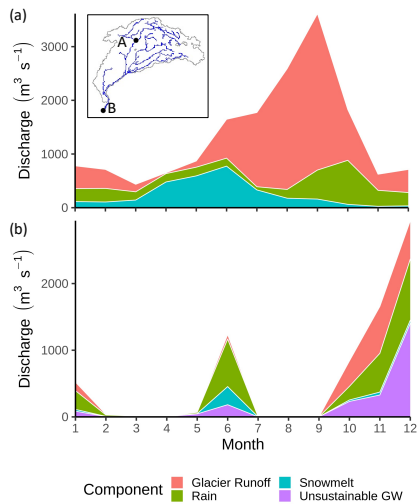 (a)
A
B
Discharge (m³ s⁻¹)
3000
2000
1000
0
(b)
Discharge (m³ s⁻¹)
2000
1000
0
1 2 3 4 5 6 7 8 9 10 11 12
Month
Component
Glacier Runoff
Snowmelt
Rain
Unsustainable GW